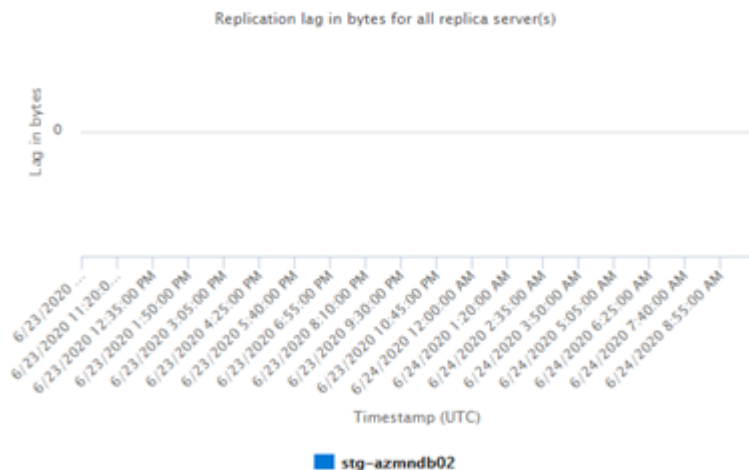 Replication lag in bytes for all replica server(s)
Lag in bytes
0
6/23/2020 ...
6/23/2020 11:20:0...
6/23/2020 12:35:00 PM
6/23/2020 1:50:00 PM
6/23/2020 3:05:00 PM
6/23/2020 4:25:00 PM
6/23/2020 5:40:00 PM
6/23/2020 6:55:00 PM
6/23/2020 8:10:00 PM
6/23/2020 9:30:00 PM
6/23/2020 10:45:00 PM
6/24/2020 12:00:00 AM
6/24/2020 1:20:00 AM
6/24/2020 2:35:00 AM
6/24/2020 3:50:00 AM
6/24/2020 5:05:00 AM
6/24/2020 6:25:00 AM
6/24/2020 7:40:00 AM
6/24/2020 8:55:00 AM
Timestamp (UTC)
stg-azmndb02